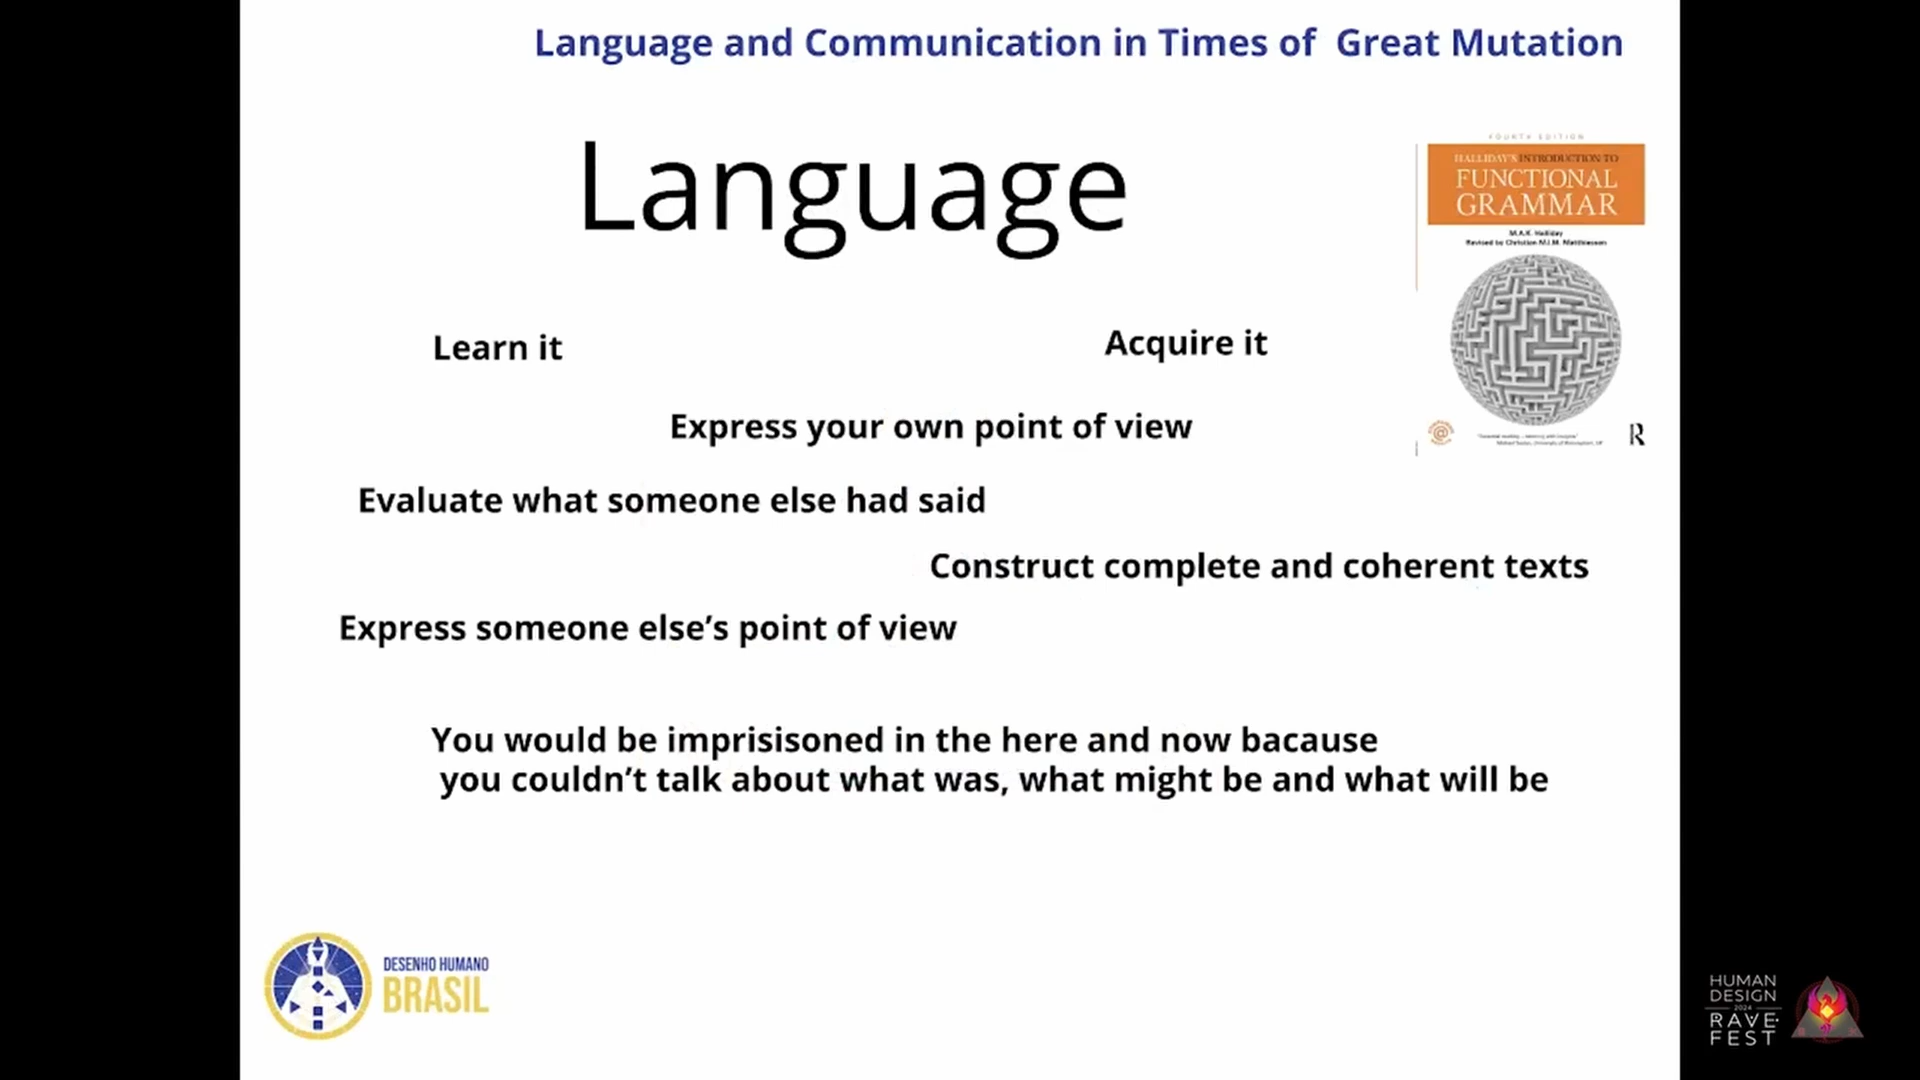 Language and Communication in Times of Great Mutation
Language
FOURTH EDITION
HALLIDAY'S INTRODUCTION TO
FUNCTIONAL
GRAMMAR
M.A.K. Halliday
Revised by Christian M.I.M. Matthiessen
R
Learn it
Acquire it
Express your own point of view
Evaluate what someone else had said
Construct complete and coherent texts
Express someone else’s point of view
You would be imprisisoned in the here and now bacause
you couldn’t talk about what was, what might be and what will be
DESENHO HUMANO
BRASIL
HUMAN
DESIGN
2024
RAVE
FEST